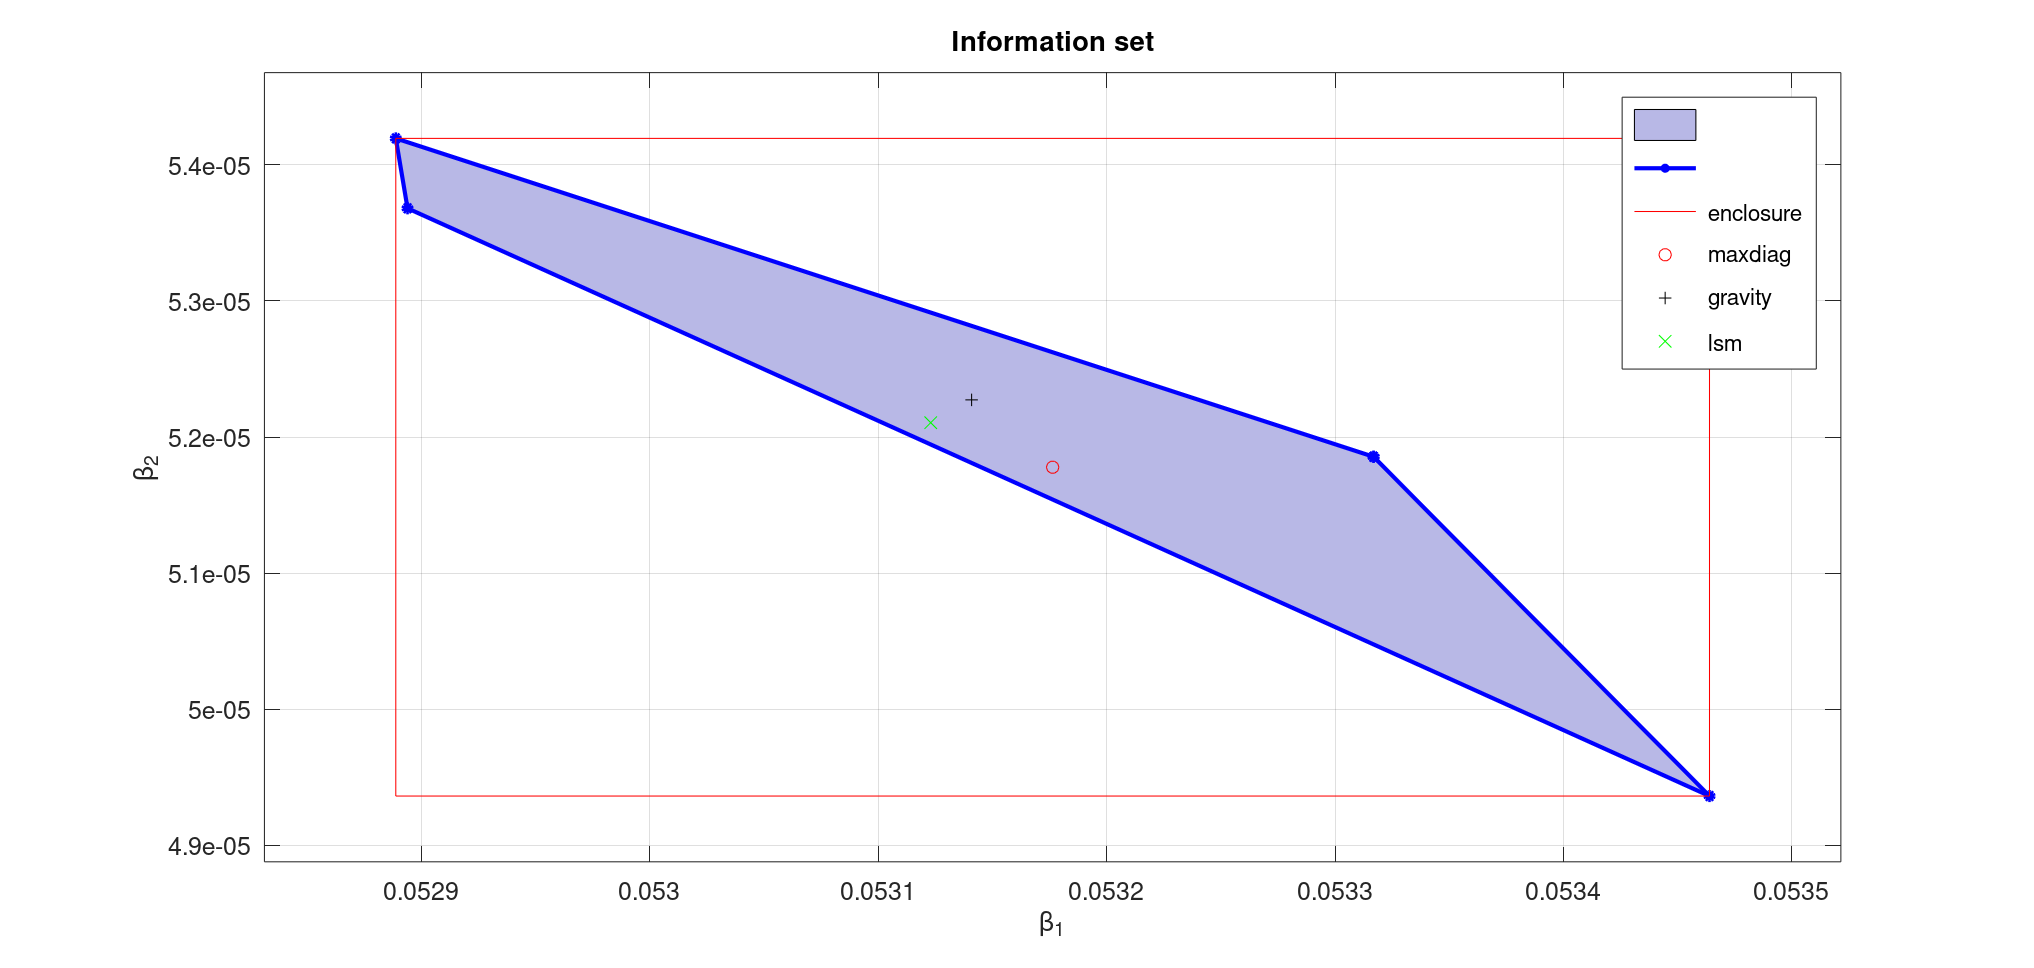 Information set
enclosure
maxdiag
gravity
lsm
5.4e-05
5.3e-05
5.2e-05
5.1e-05
5e-05
4.9e-05
β₂
0.0529
0.053
0.0531
0.0532
0.0533
0.0534
0.0535
β₁